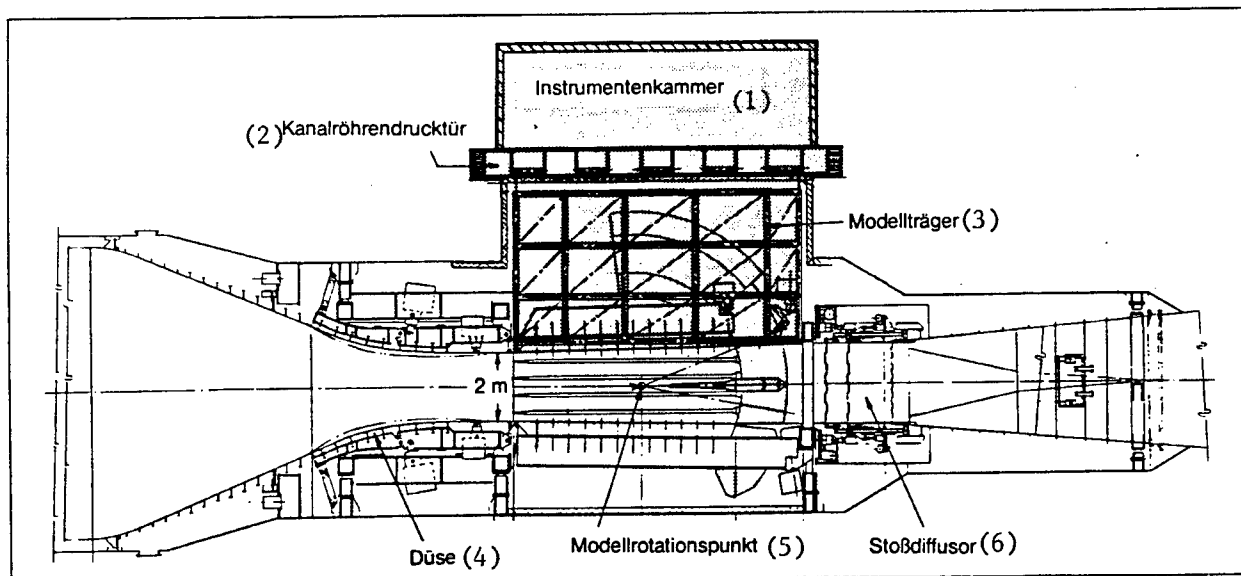 Instrumentenkammer (1)
(2) Kanalröhrendrucktür
Modellträger (3)
2 m
Düse (4)
Modellrotationspunkt (5)
Stoßdiffusor (6)